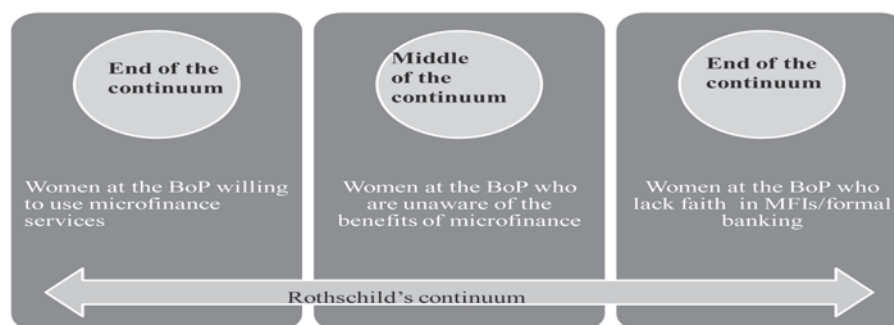 End of the
continuum
Women at the BoP willing
to use microfinance
services
Middle
of the
continuum
Women at the BoP who
are unaware of the
benefits of microfinance
End of the
continuum
Women at the BoP who
lack faith in MFIs/formal
banking
Rothschild's continuum